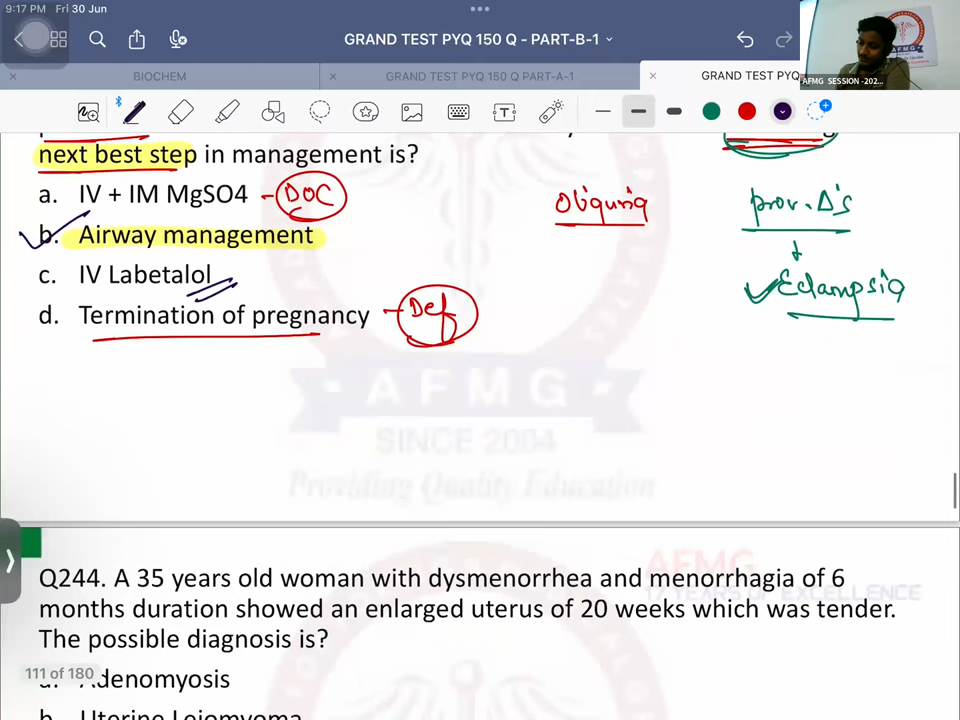 9:17 PM Fri 30 Jun
GRAND TEST PYQ 150 Q - PART-B-1
BIOCHEM
GRAND TEST PYQ 150 Q PART-A-1
GRAND TEST PYQ
AFMG SESSION -202...
next best step in management is?
a. IV + IM MgSO4 - DOC
b. Airway management
c. IV Labetalol
d. Termination of pregnancy - Def
Oliguria
prov. Δ's
Eclampsia
AFMG
SINCE 2004
Providing Quality Education
AFMG
17 YEARS OF EXCELLENCE
Q244. A 35 years old woman with dysmenorrhea and menorrhagia of 6
months duration showed an enlarged uterus of 20 weeks which was tender.
The possible diagnosis is?
111 of 180
a. Adenomyosis
b. Uterine Leiomyoma